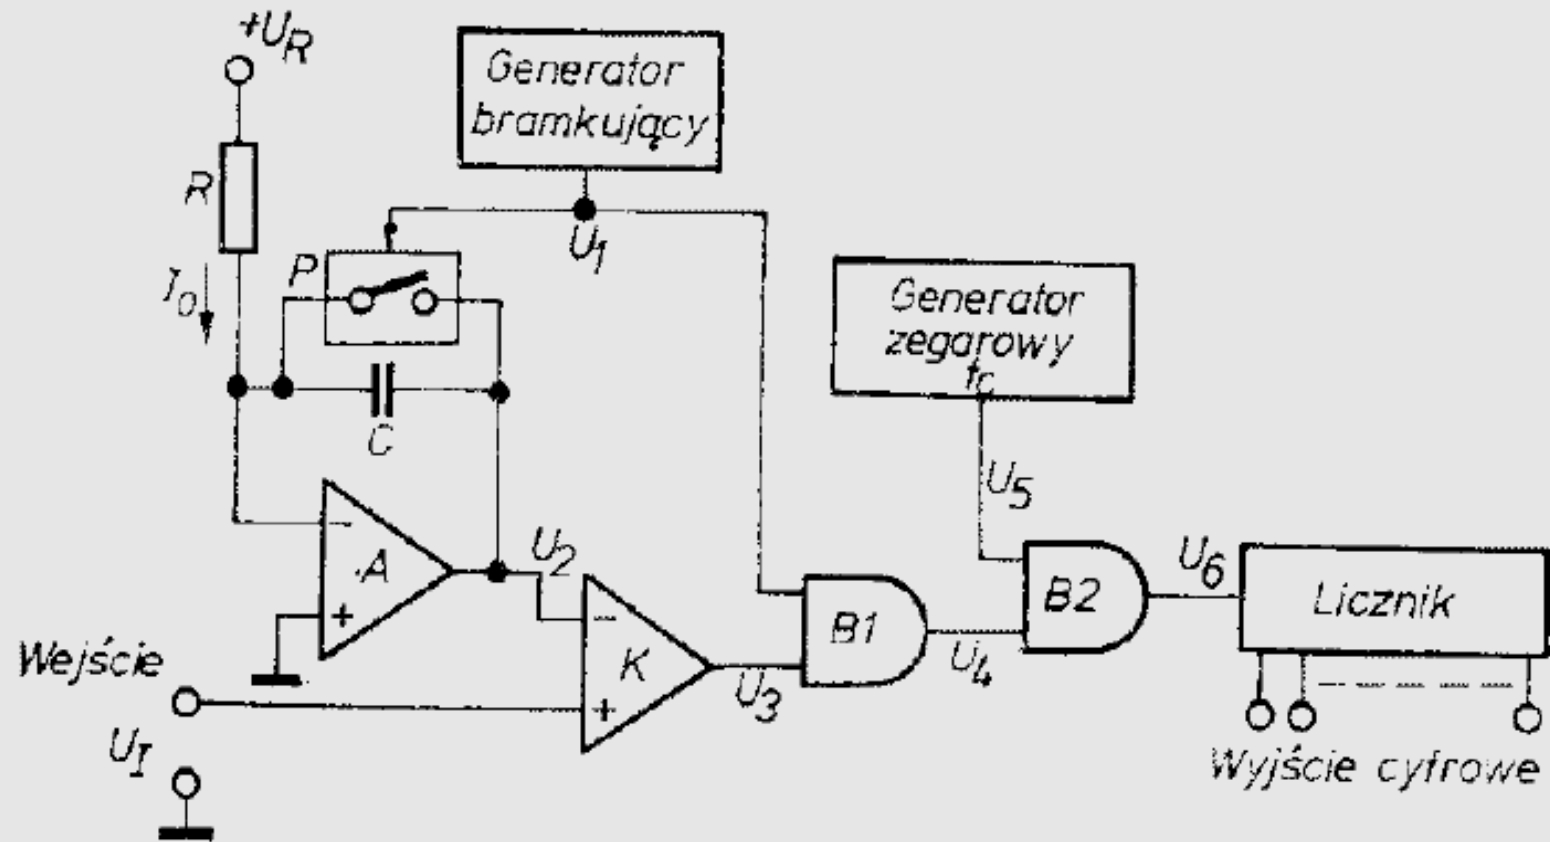 +U_R
Generator
bramkujący
R
P
U_1
I_0
Generator
zegarowy
f_c
C
U_5
U_2
-
A
+
-
K
+
U_3
B1
U_4
B2
U_6
Licznik
Wejście
U_I
Wyjście cyfrowe